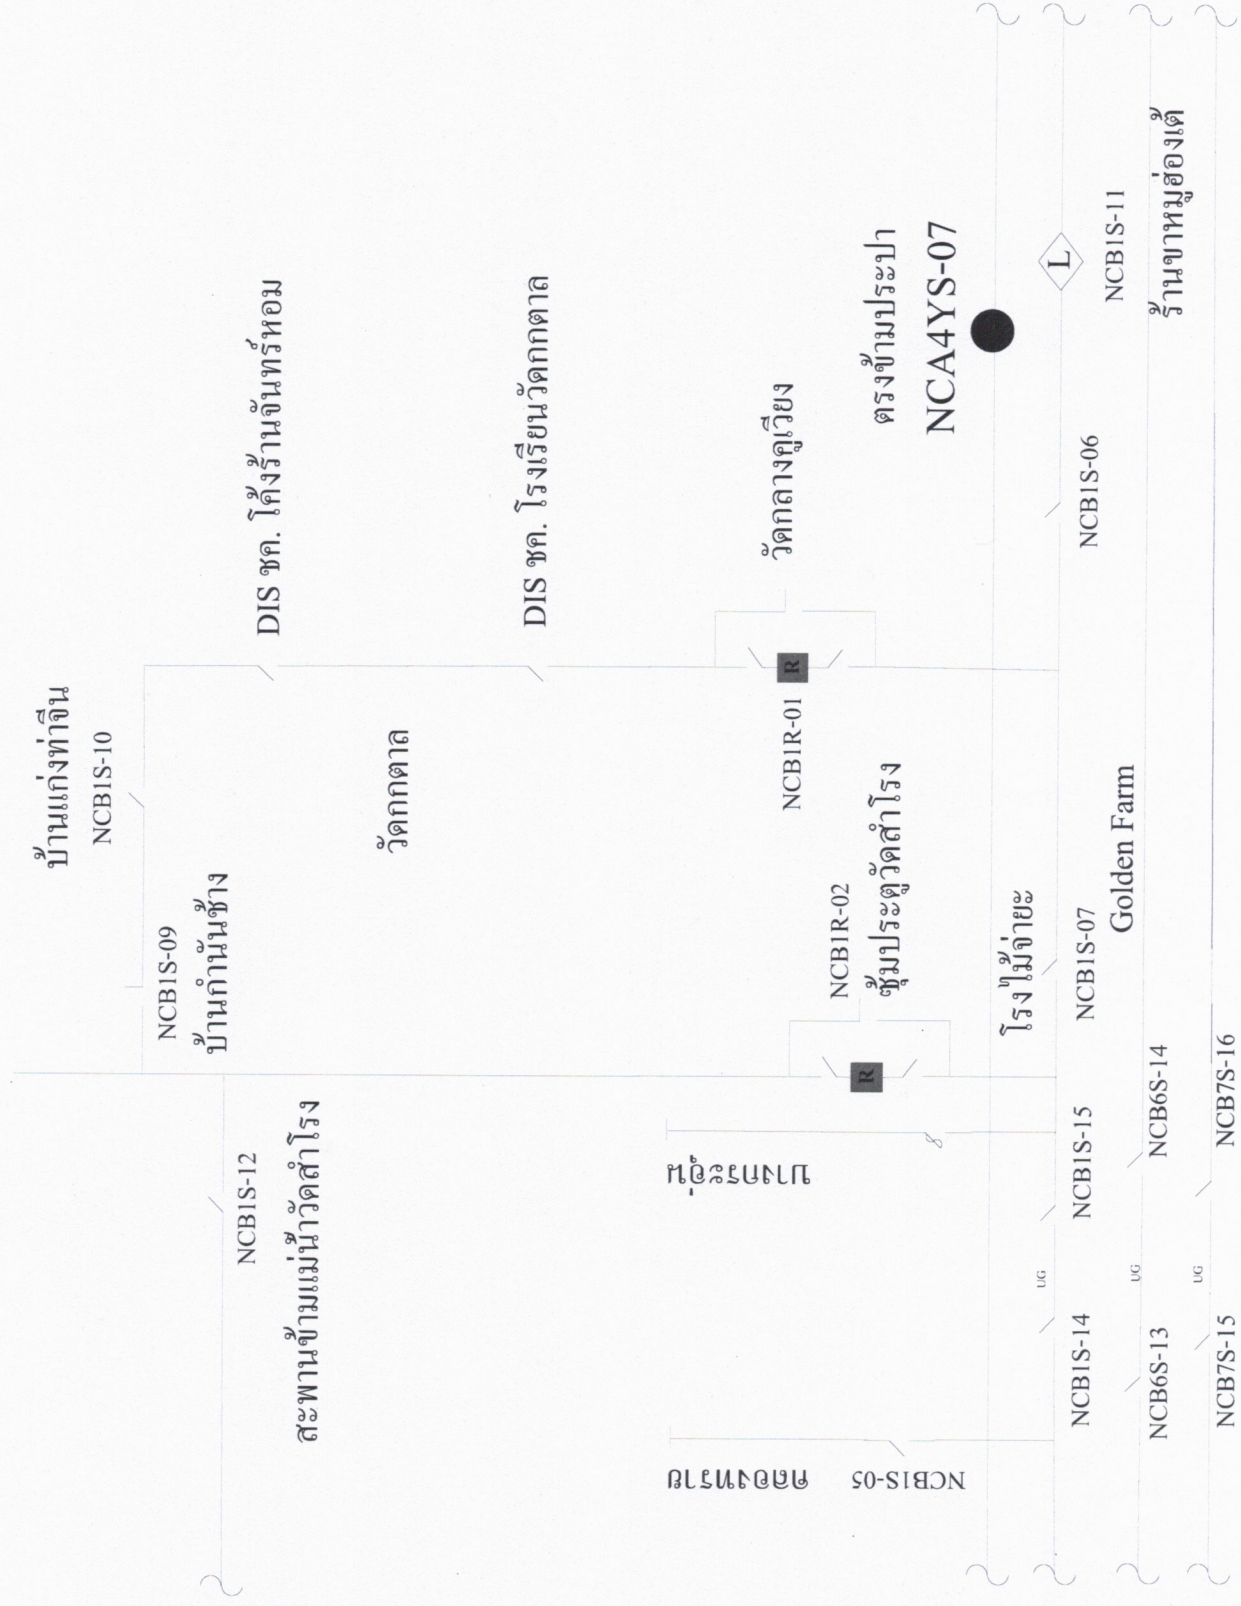 บ้านแก่งท่าจีน
NCB1S-10
NCB1S-09
บ้านกำนันช้าง
DIS ชค. โค้งร้านจันทร์หอม
NCB1S-12
สะพานข้ามแม่น้ำวัดสำโรง
วัดกกตาล
DIS ชค. โรงเรียนวัดกกตาล
คลองทราย
NCB1S-05
บางกระอุ่น
8
NCB1R-02
ซุ้มประตูวัดสำโรง
R
NCB1R-01
R
วัดกลางคูเวียง
ตรงข้ามประปา
NCA4YS-07
โรงไม้จ่ายะ
UG
L
NCB1S-14
NCB1S-15
NCB1S-07
NCB1S-06
NCB1S-11
Golden Farm
UG
NCB6S-13
NCB6S-14
ร้านขาหมูฮ่องเต้
UG
NCB7S-15
NCB7S-16